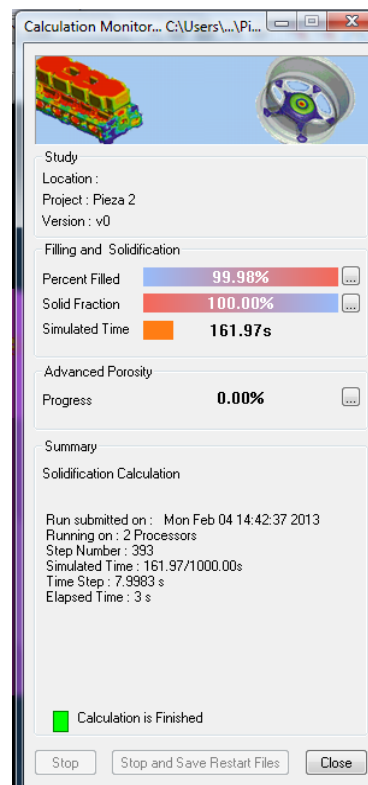 Calculation Monitor... C:\Users\...\Pi...
Study
Location :
Project : Pieza 2
Version : v0
Filling and Solidification
Percent Filled 99.98% ...
Solid Fraction 100.00% ...
Simulated Time 161.97s
Advanced Porosity
Progress 0.00% ...
Summary
Solidification Calculation
Run submitted on : Mon Feb 04 14:42:37 2013
Running on : 2 Processors
Step Number : 393
Simulated Time : 161.97/1000.00s
Time Step : 7.9983 s
Elapsed Time : 3 s
Calculation is Finished
Stop Stop and Save Restart Files Close